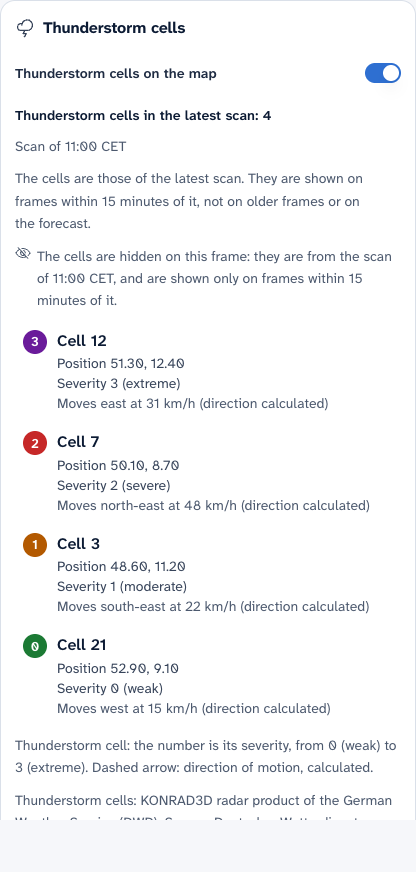 Thunderstorm cells
Thunderstorm cells on the map
Thunderstorm cells in the latest scan: 4
Scan of 11:00 CET
The cells are those of the latest scan. They are shown on
frames within 15 minutes of it, not on older frames or on
the forecast.
The cells are hidden on this frame: they are from the scan
of 11:00 CET, and are shown only on frames within 15
minutes of it.
3 Cell 12
Position 51.30, 12.40
Severity 3 (extreme)
Moves east at 31 km/h (direction calculated)
2 Cell 7
Position 50.10, 8.70
Severity 2 (severe)
Moves north-east at 48 km/h (direction calculated)
1 Cell 3
Position 48.60, 11.20
Severity 1 (moderate)
Moves south-east at 22 km/h (direction calculated)
0 Cell 21
Position 52.90, 9.10
Severity 0 (weak)
Moves west at 15 km/h (direction calculated)
Thunderstorm cell: the number is its severity, from 0 (weak) to
3 (extreme). Dashed arrow: direction of motion, calculated.
Thunderstorm cells: KONRAD3D radar product of the German